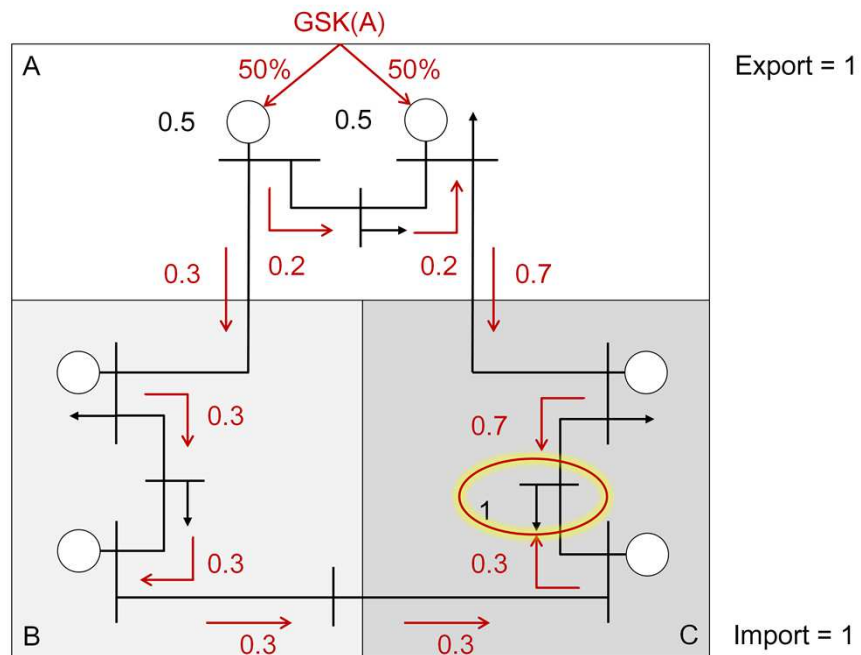 GSK(A)
A
50% 50%
Export = 1
0.5 0.5
0.3 0.2 0.2 0.7
0.3 0.7
1
0.3 0.3
B 0.3 0.3 C
Import = 1